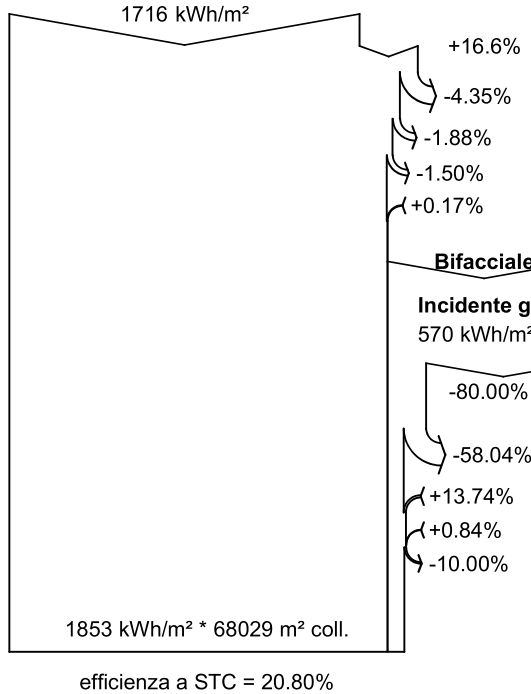 1716 kWh/m²
+16.6%
-4.35%
-1.88%
-1.50%
+0.17%
Bifacciale
Incidente g
570 kWh/m²
-80.00%
-58.04%
+13.74%
+0.84%
-10.00%
1853 kWh/m² * 68029 m² coll.
efficienza a STC = 20.80%